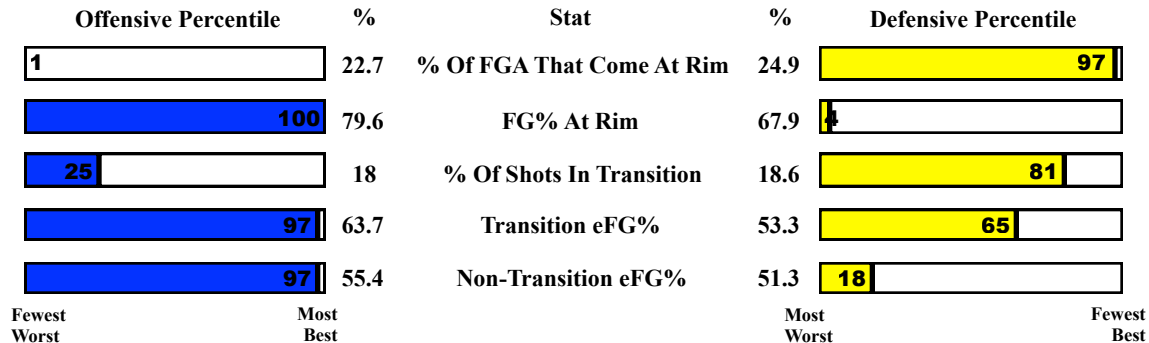 Offensive Percentile % Stat % Defensive Percentile
1 22.7 % Of FGA That Come At Rim 24.9 97
100 79.6 FG% At Rim 67.9 4
25 18 % Of Shots In Transition 18.6 81
97 63.7 Transition eFG% 53.3 65
97 55.4 Non-Transition eFG% 51.3 18
Fewest Most Most Fewest
Worst Best Worst Best